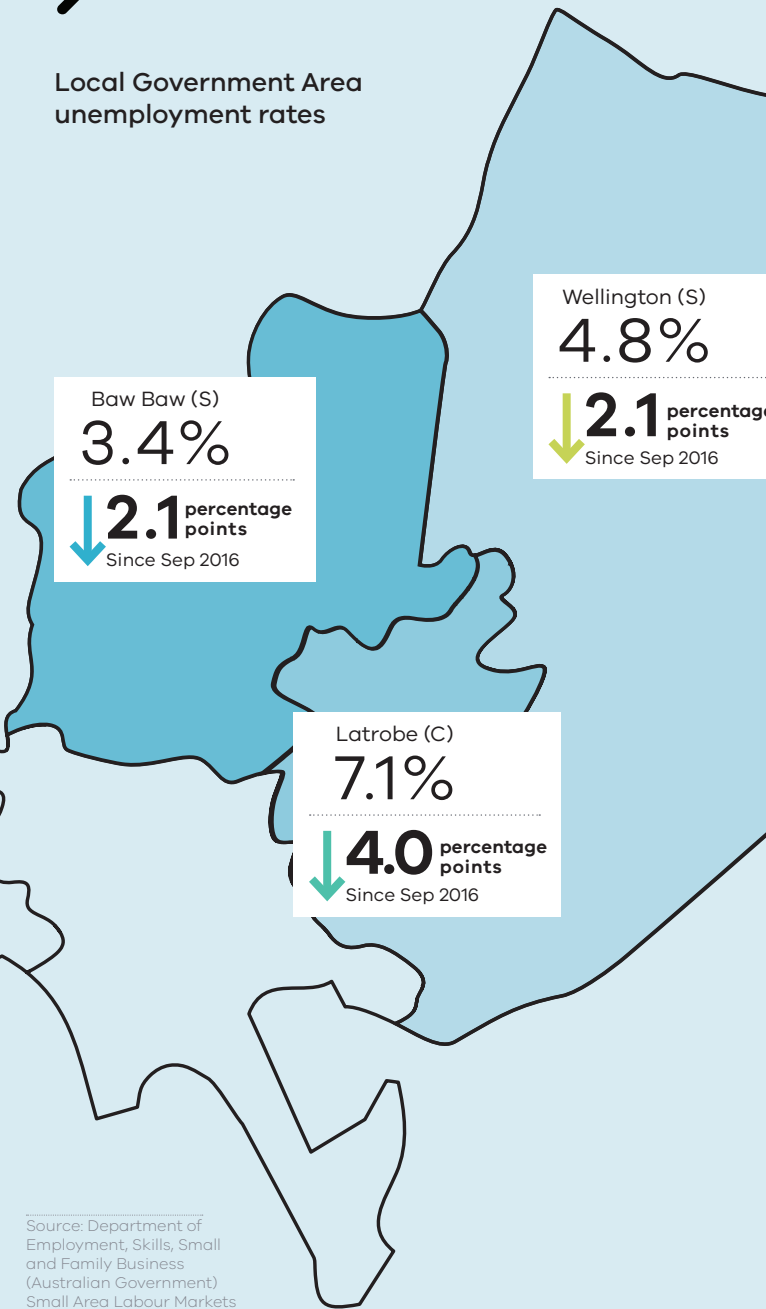 Local Government Area
unemployment rates
Wellington (S)
4.8%
2.1 percentage
points
Since Sep 2016
Baw Baw (S)
3.4%
2.1 percentage
points
Since Sep 2016
Latrobe (C)
7.1%
4.0 percentage
points
Since Sep 2016
Source: Department of
Employment, Skills, Small
and Family Business
(Australian Government)
Small Area Labour Markets